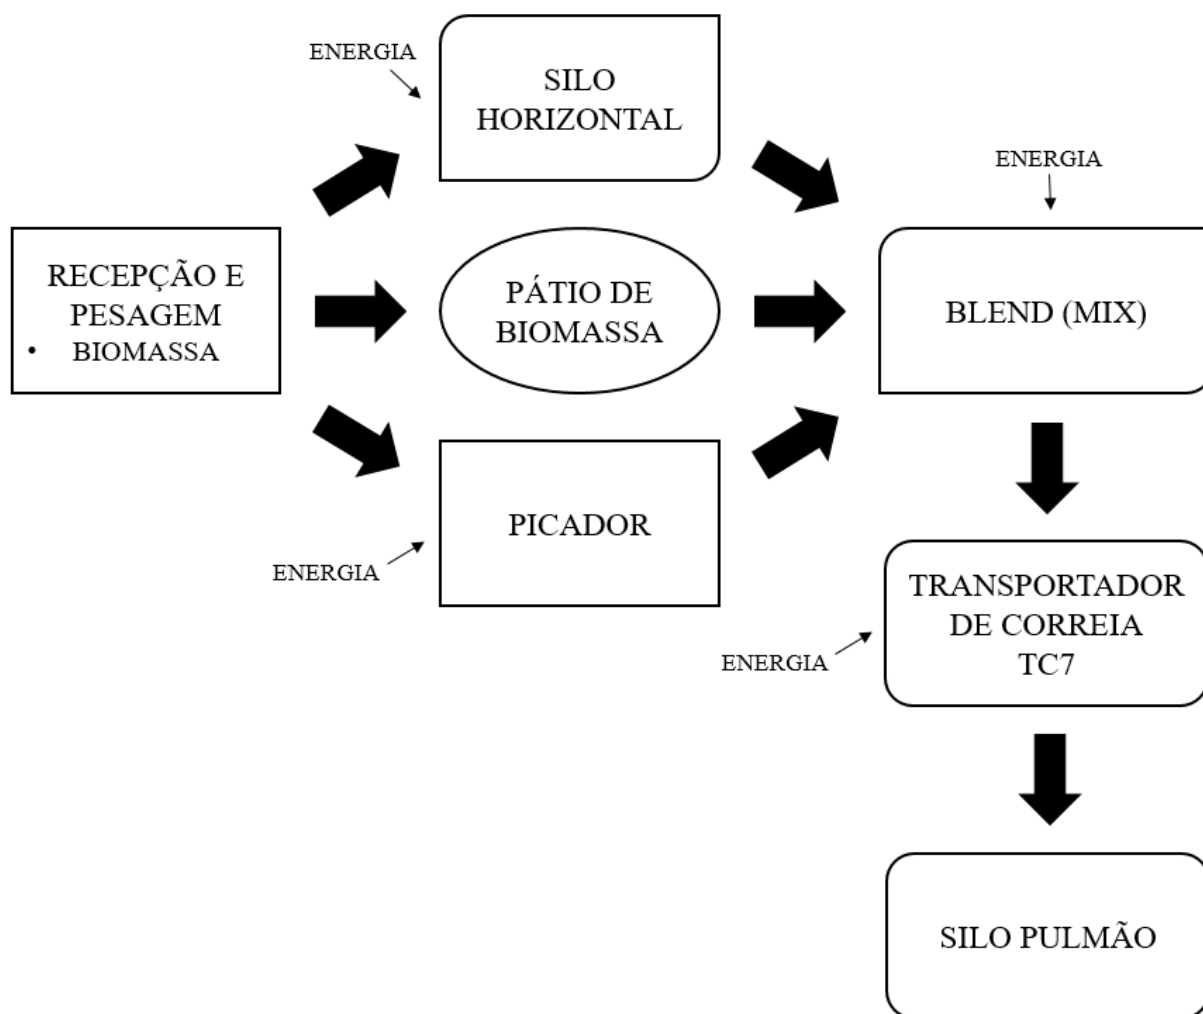 ENERGIA
SILO
HORIZONTAL
ENERGIA
RECEPÇÃO E
PESAGEM
• BIOMASSA
PÁTIO DE
BIOMASSA
BLEND (MIX)
PICADOR
ENERGIA
TRANSPORTADOR
DE CORREIA
TC7
ENERGIA
SILO PULMÃO